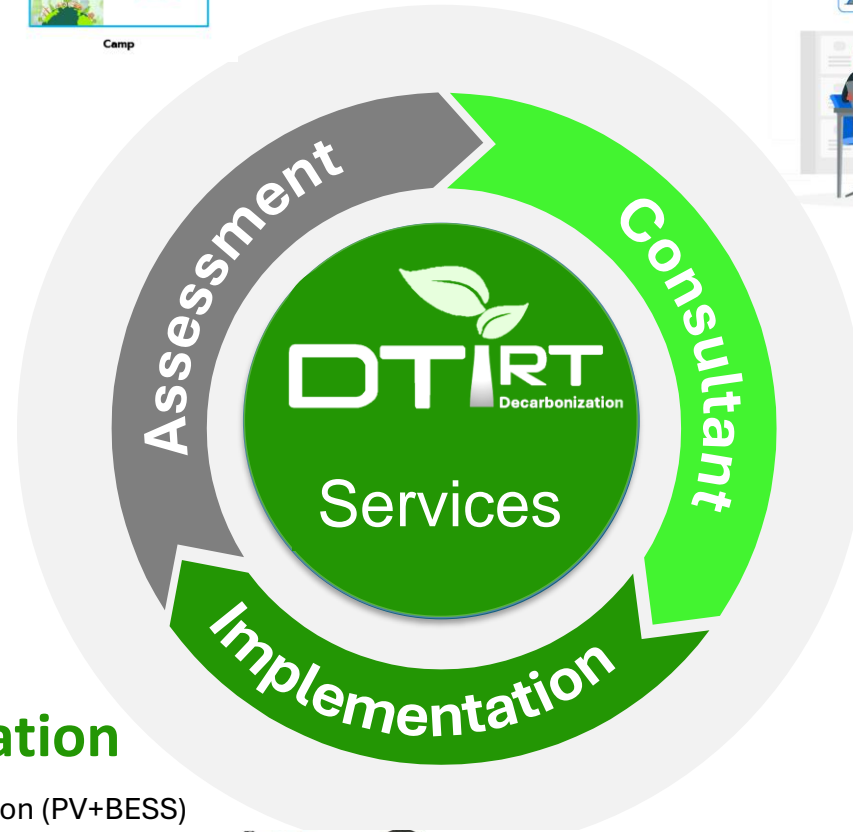 Camp
Assessment
Consultant
DTiRT
Decarbonization
Services
Implementation
ation
on (PV+BESS)